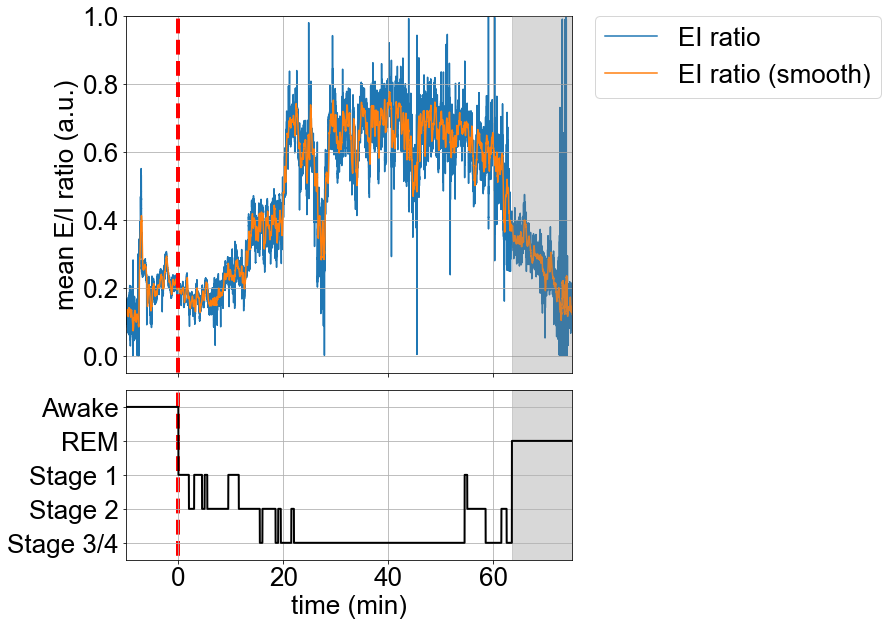 1.0
0.8
0.6
0.4
0.2
0.0
mean E/I ratio (a.u.)
EI ratio
EI ratio (smooth)
Awake
REM
Stage 1
Stage 2
Stage 3/4
0 20 40 60
time (min)